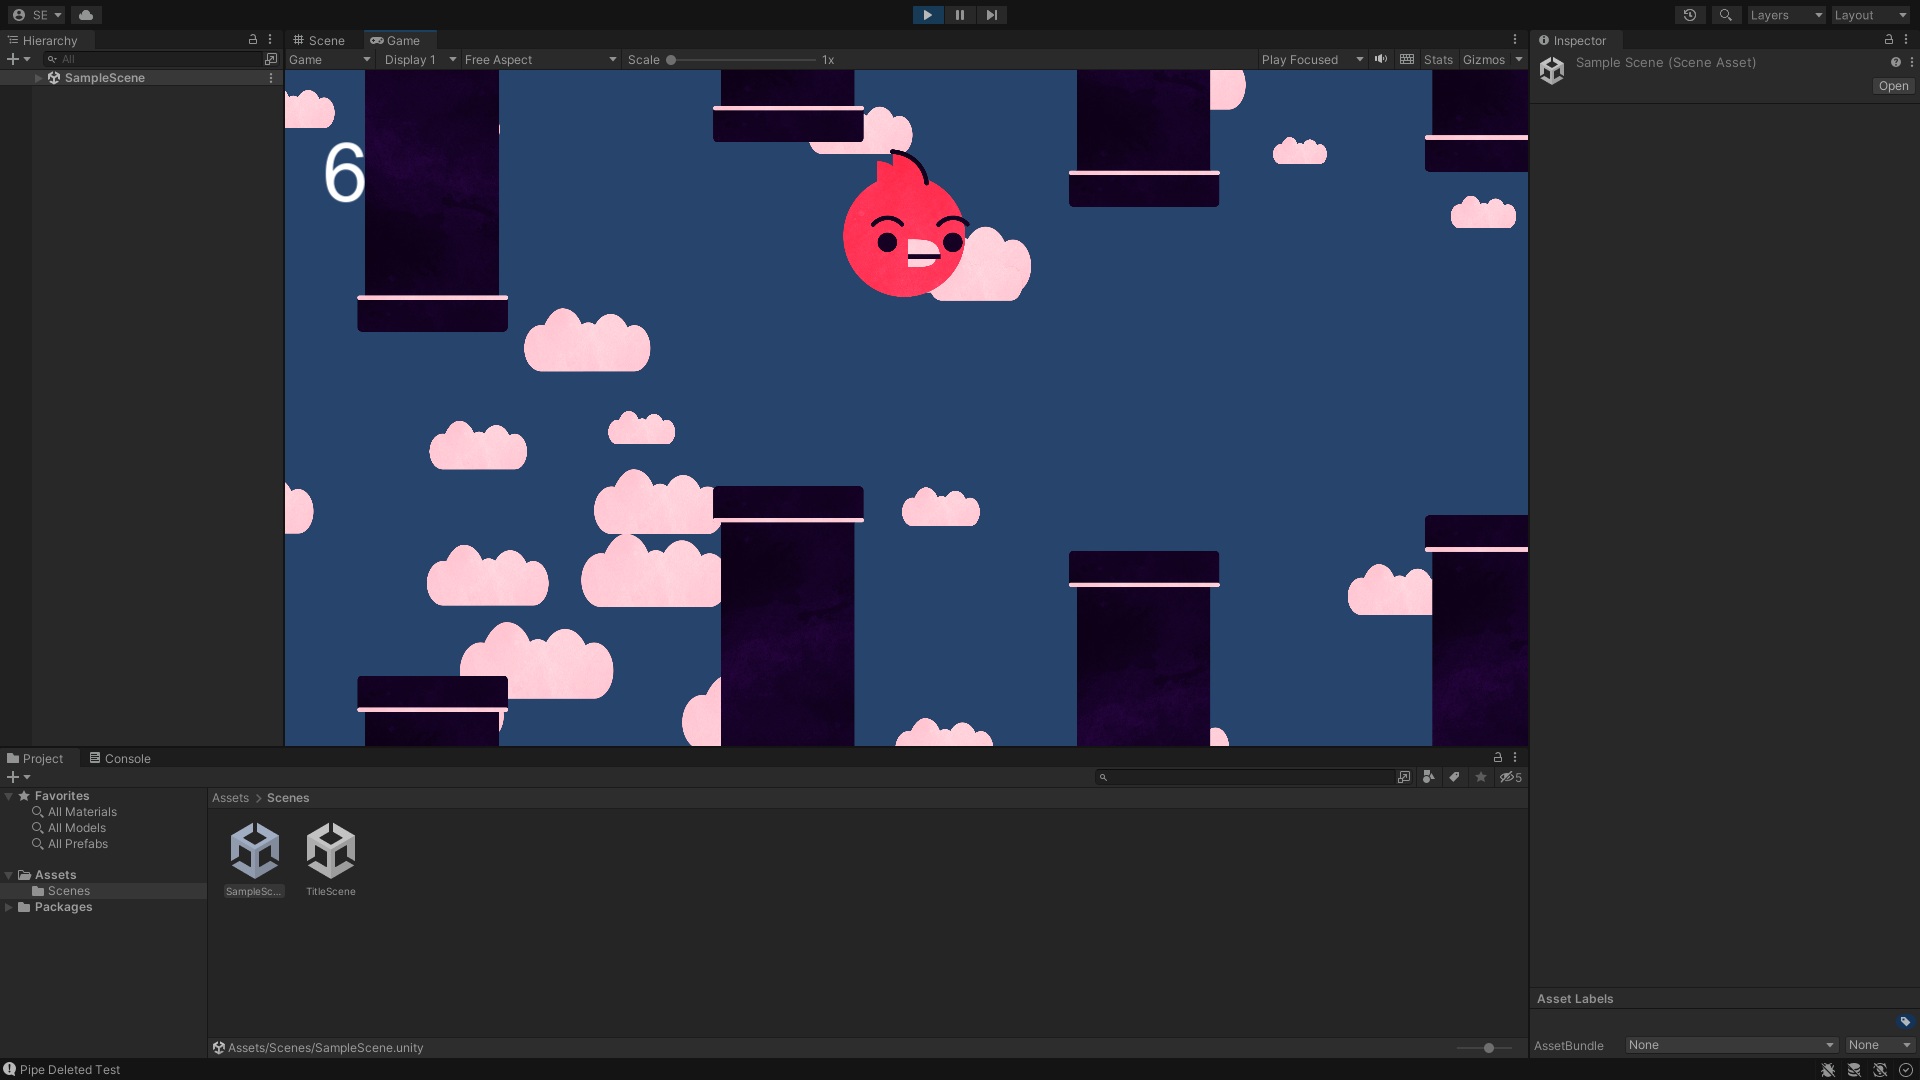 SE
Layers
Layout
Hierarchy
Scene
Game
Inspector
All
Game
Display 1
Free Aspect
Scale
1x
Play Focused
Stats
Gizmos
SampleScene
Sample Scene (Scene Asset)
Open
6
Project
Console
5
Favorites
All Materials
All Models
All Prefabs
Assets
Scenes
Packages
Assets > Scenes
SampleSc...
TitleScene
Assets/Scenes/SampleScene.unity
Asset Labels
AssetBundle
None
None
Pipe Deleted Test